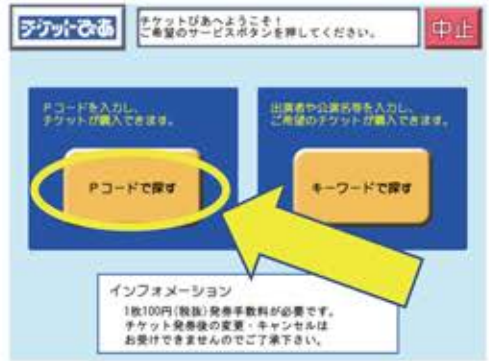 チケットぴあ
チケットぴあへようこそ！
ご希望のサービスボタンを押してください。
中止
Pコードを入力し、
チケットが購入できます。
出演者や公演名等を入力し、
ご希望のチケットが購入できます。
Pコードで探す
キーワードで探す
インフォメーション
1枚100円(税抜)発券手数料が必要です。
チケット発券後の変更・キャンセルは
お受けできませんのでご了承下さい。